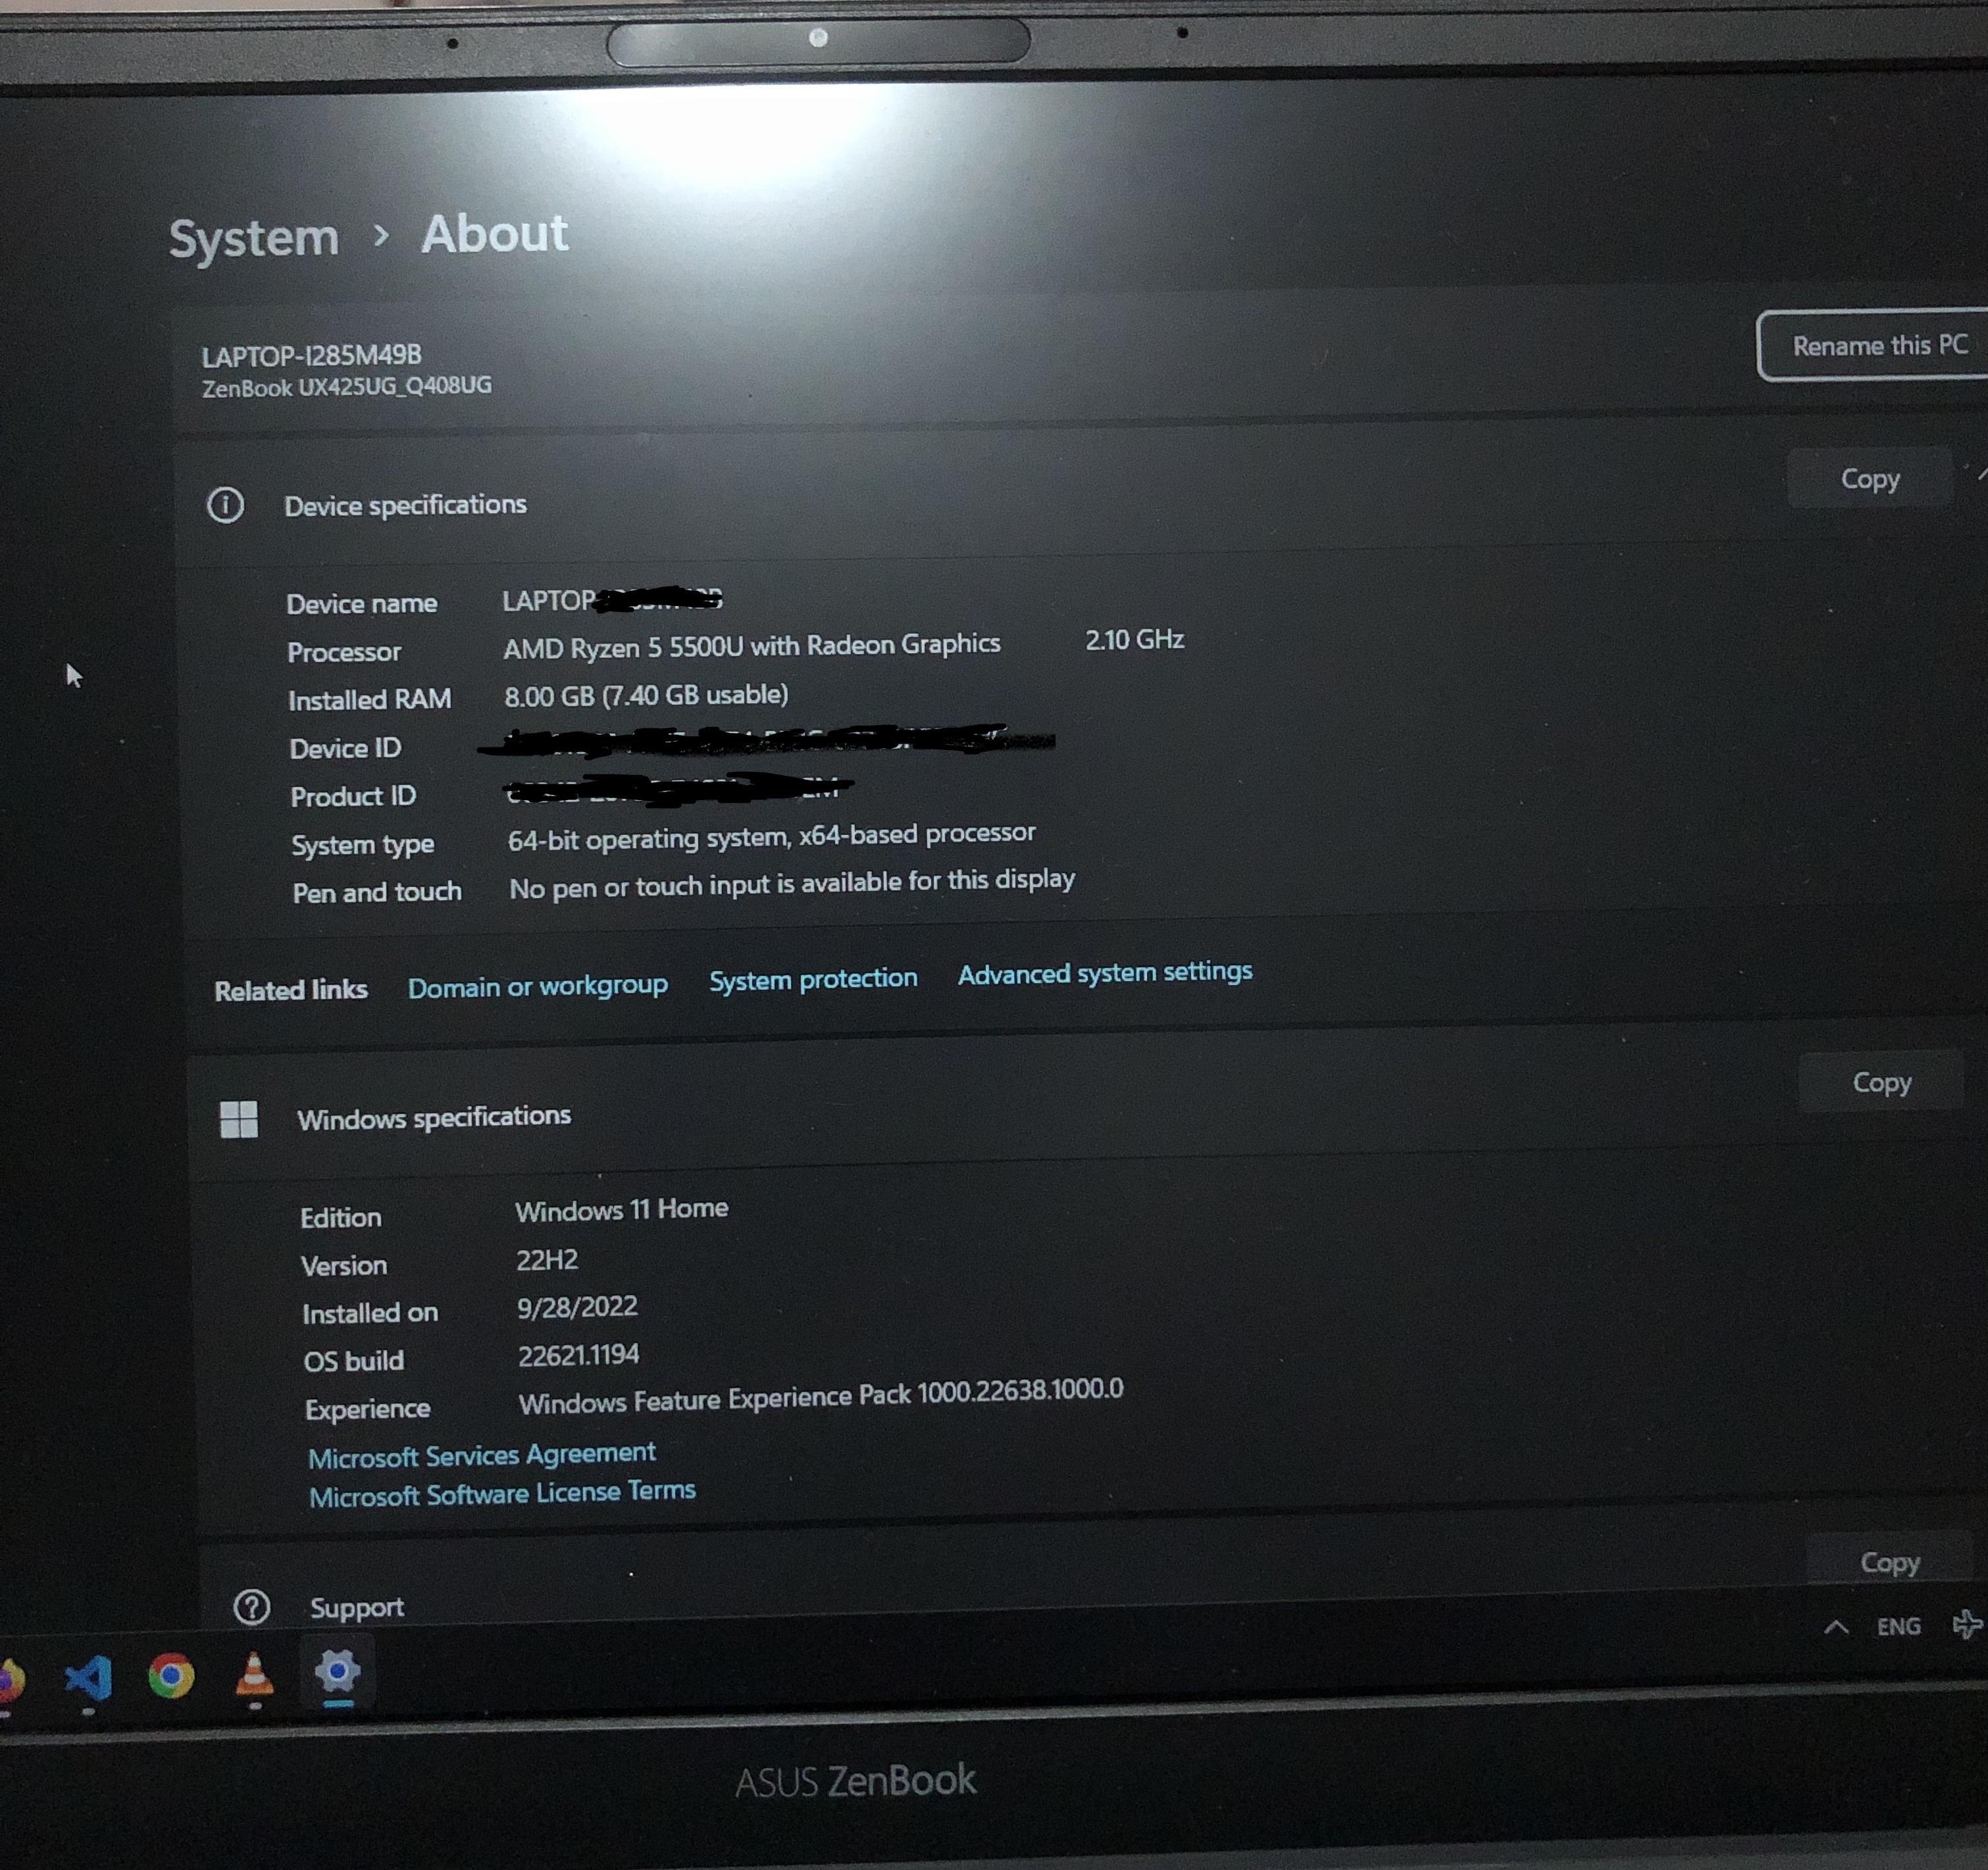 System > About
LAPTOP-I285M49B
ZenBook UX425UG_Q408UG
Rename this PC
Device specifications
Copy
Device name LAPTOP
Processor AMD Ryzen 5 5500U with Radeon Graphics 2.10 GHz
Installed RAM 8.00 GB (7.40 GB usable)
Device ID
Product ID
System type 64-bit operating system, x64-based processor
Pen and touch No pen or touch input is available for this display
Related links Domain or workgroup System protection Advanced system settings
Windows specifications
Copy
Edition Windows 11 Home
Version 22H2
Installed on 9/28/2022
OS build 22621.1194
Experience Windows Feature Experience Pack 1000.22638.1000.0
Microsoft Services Agreement
Microsoft Software License Terms
Support
Copy
ENG
ASUS ZenBook